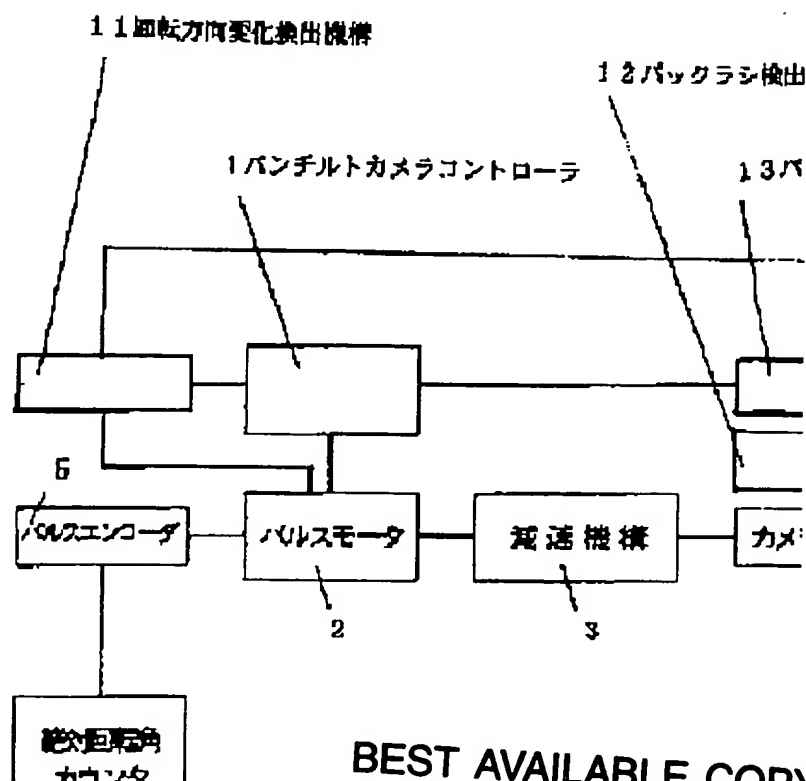 11回転方向変化検出機構
12バックラシ検出
1パンチルトカメラコントローラ
13バ
5
パルスエンコーダ
パルスモータ
減速機構
カメ
2
3
絶対回転角
カウンタ
BEST AVAILABLE COPY